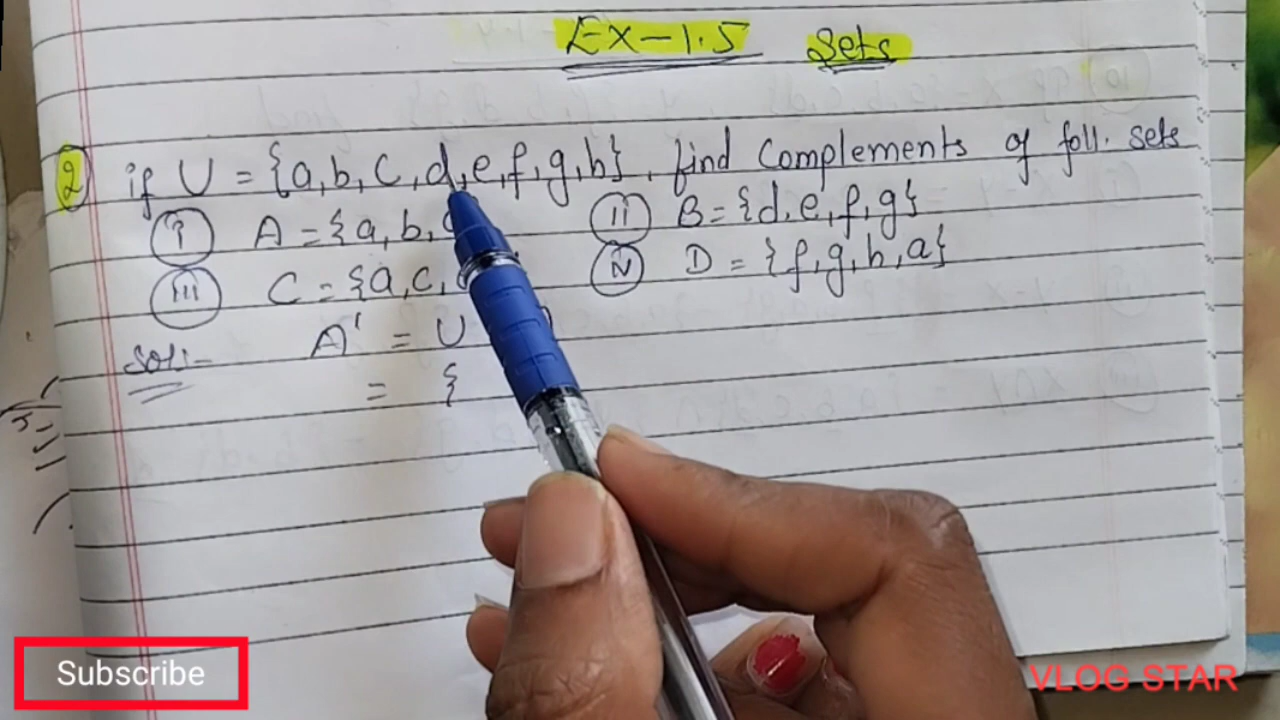 Ex-1.5 Sets
2 if U = {a,b,c,d,e,f,g,h}, find Complements of foll. sets
(i) A = {a,b, (ii) B = {d,e,f,g}
(iii) C = {a,c, (iv) D = {f,g,h,a}
Sol:- A' = U
= {
Subscribe
VLOG STAR